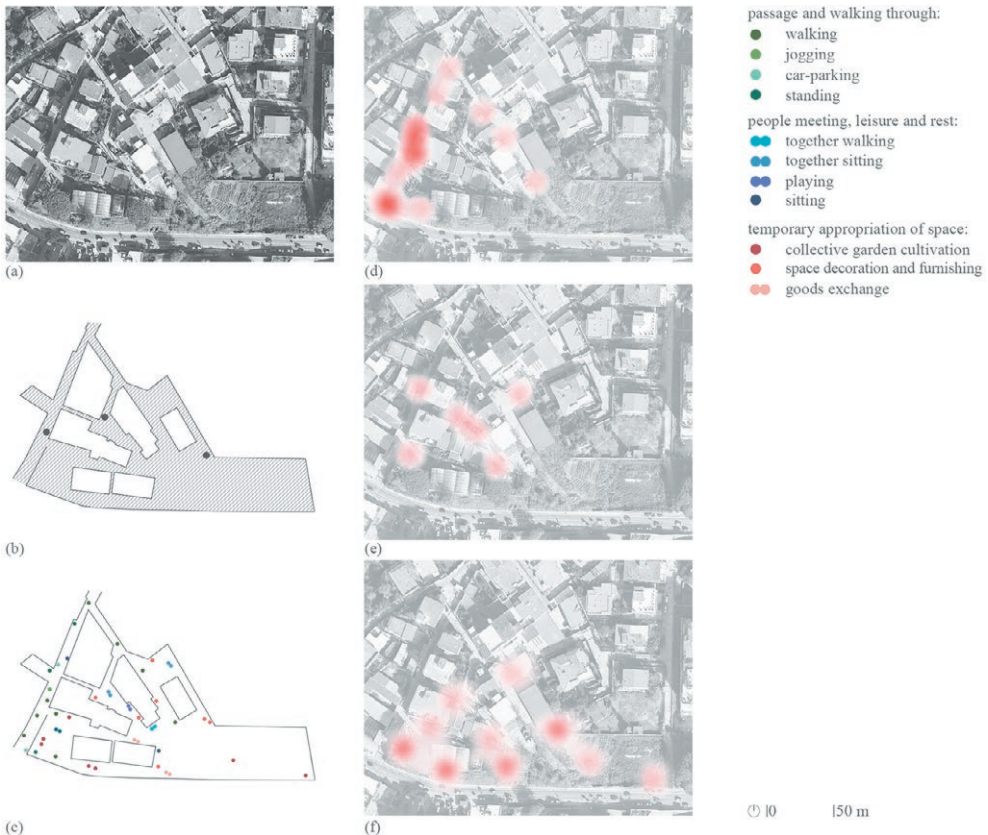 (a)
(b)
(c)
(d)
(e)
(f)
passage and walking through:
walking
jogging
car-parking
standing
people meeting, leisure and rest:
together walking
together sitting
playing
sitting
temporary appropriation of space:
collective garden cultivation
space decoration and furnishing
goods exchange
|0 |50 m